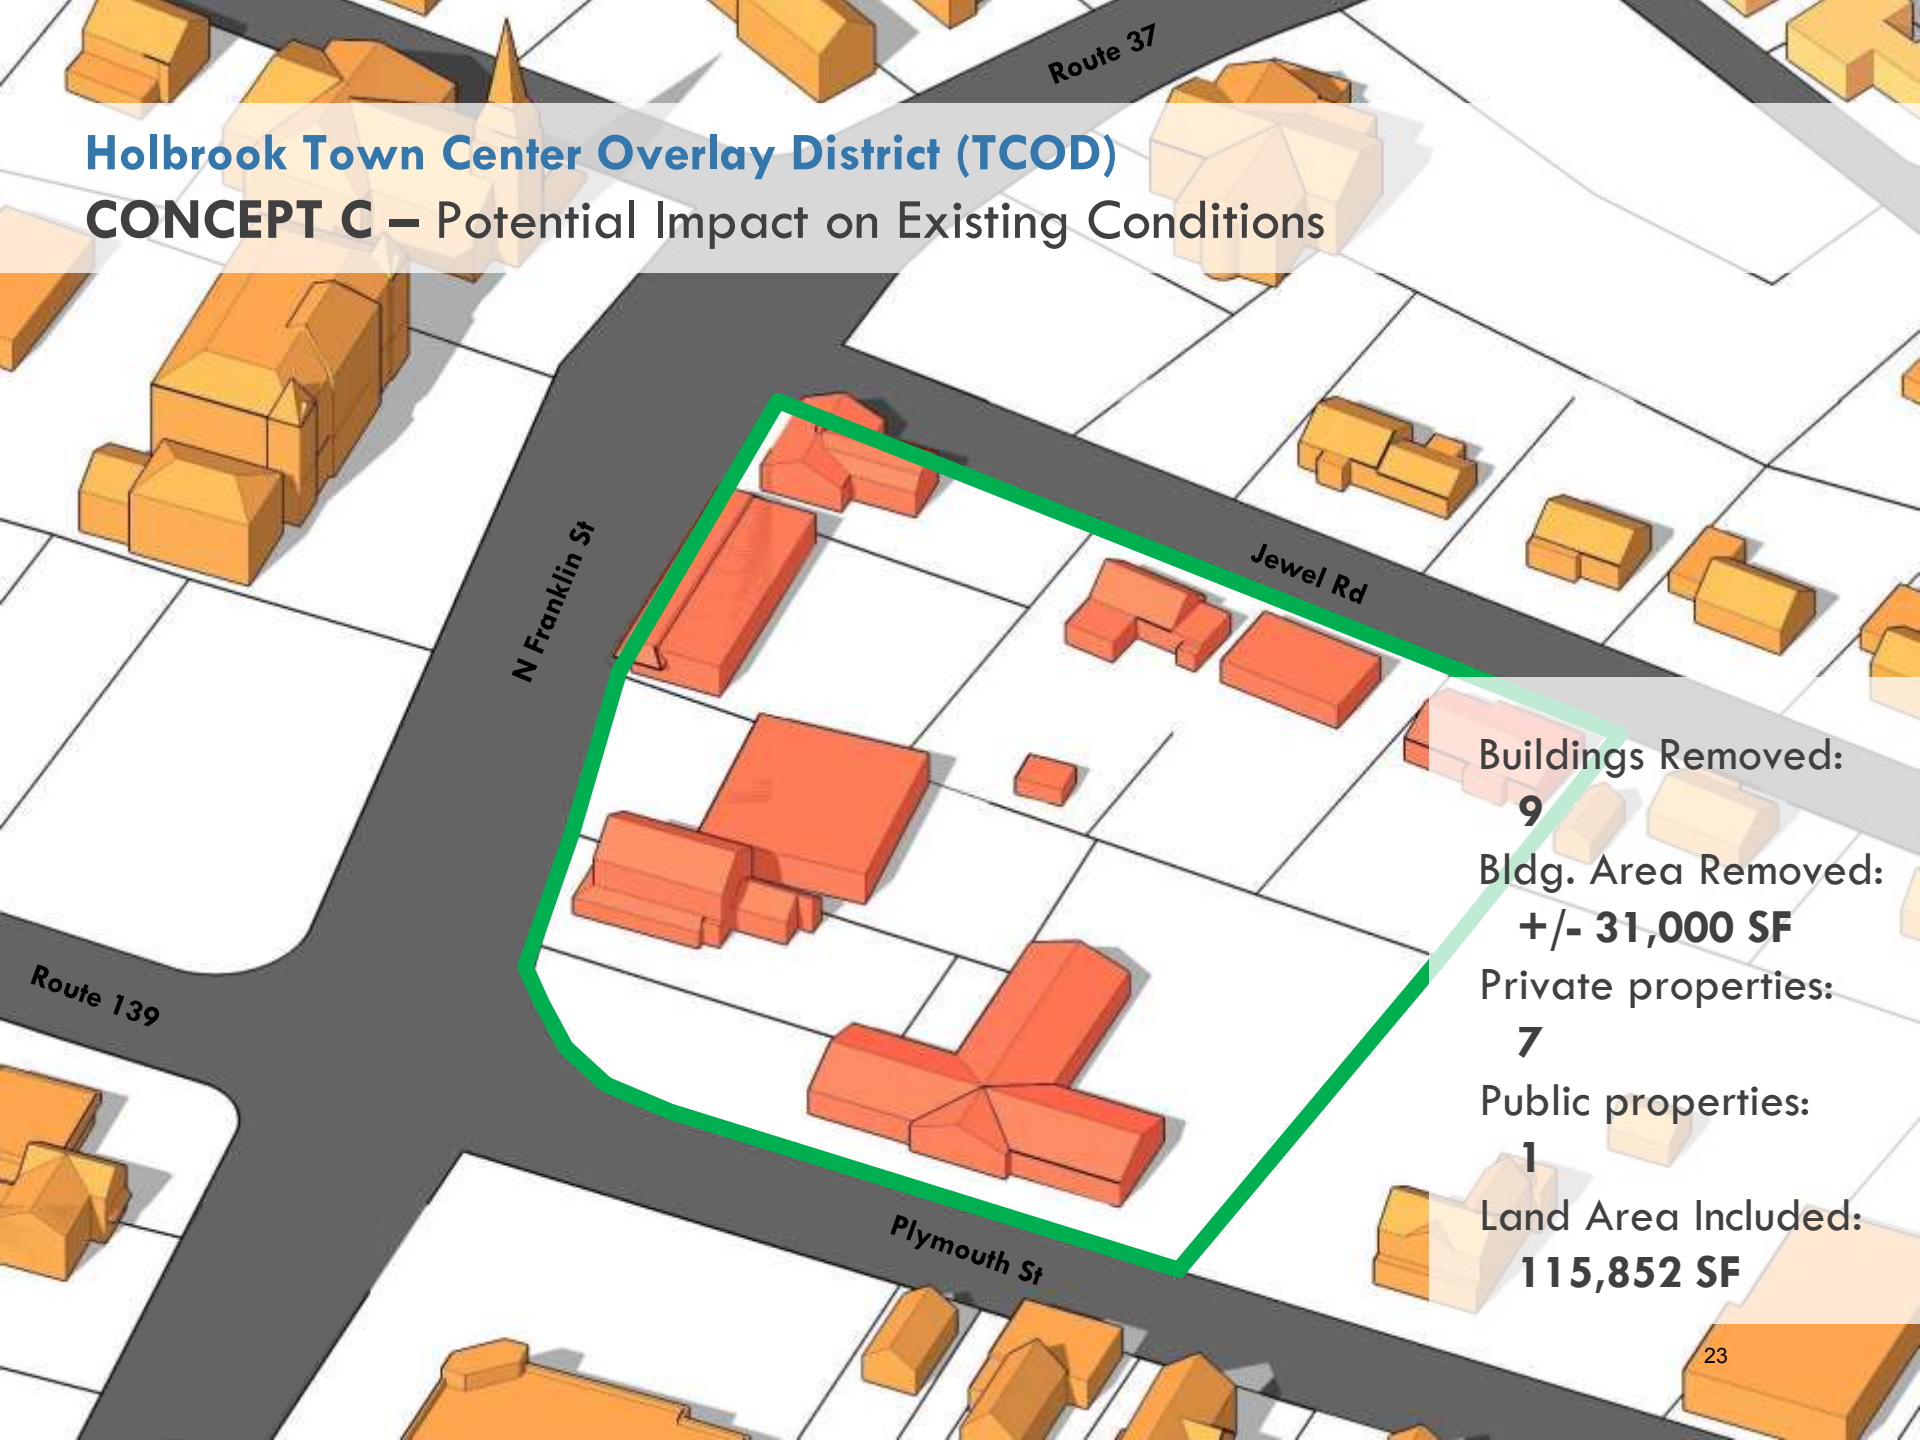 Route 37
Holbrook Town Center Overlay District (TCOD)
CONCEPT C – Potential Impact on Existing Conditions
N Franklin St
Jewel Rd
Buildings Removed:
9
Bldg. Area Removed:
+/- 31,000 SF
Private properties:
7
Public properties:
1
Land Area Included:
115,852 SF
Route 139
Plymouth St
23